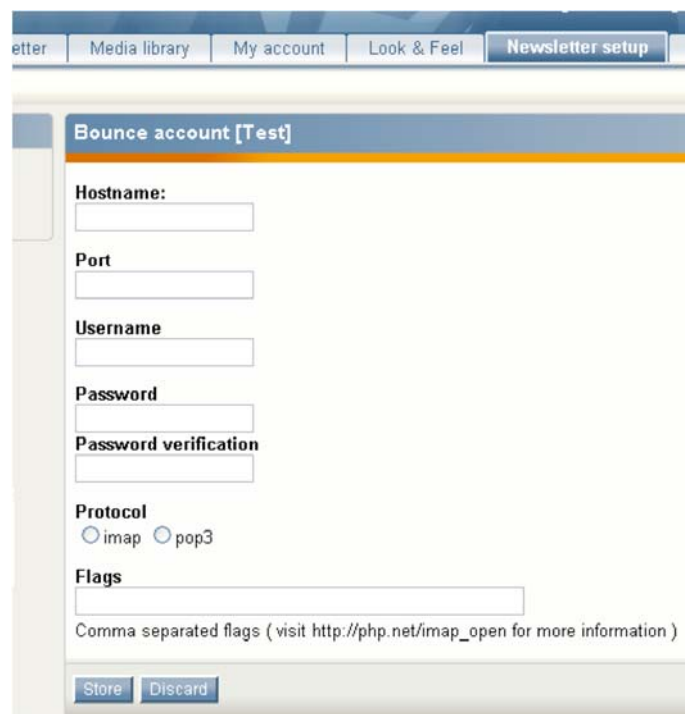 etter Media library My account Look & Feel Newsletter setup
Bounce account [Test]
Hostname:
Port
Username
Password
Password verification
Protocol
imap pop3
Flags
Comma separated flags ( visit http://php.net/imap_open for more information )
Store Discard